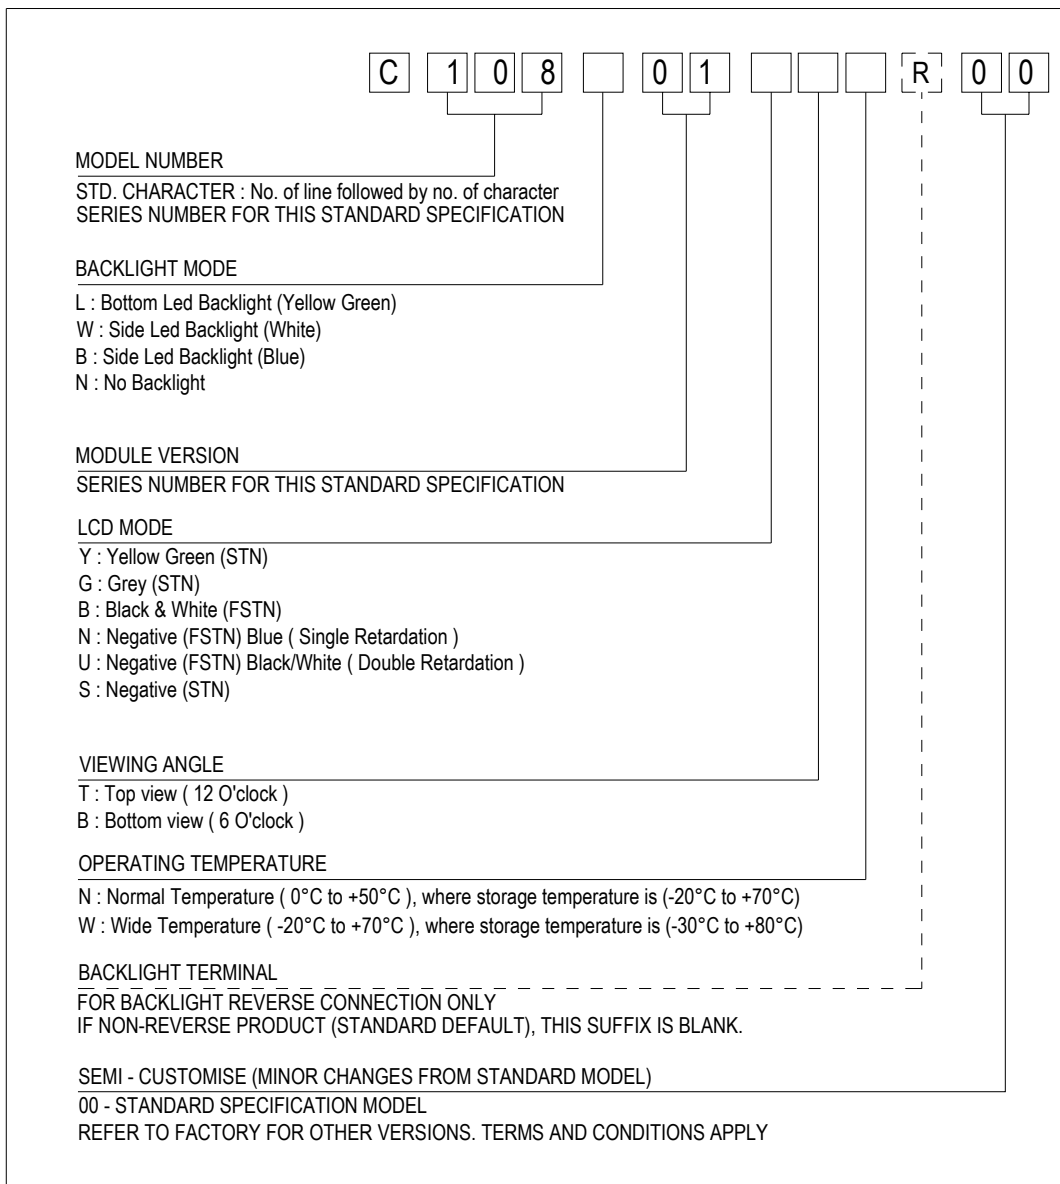 C 1 0 8 0 1 R 0 0
MODEL NUMBER
STD. CHARACTER : No. of line followed by no. of character
SERIES NUMBER FOR THIS STANDARD SPECIFICATION
BACKLIGHT MODE
L : Bottom Led Backlight (Yellow Green)
W : Side Led Backlight (White)
B : Side Led Backlight (Blue)
N : No Backlight
MODULE VERSION
SERIES NUMBER FOR THIS STANDARD SPECIFICATION
LCD MODE
Y : Yellow Green (STN)
G : Grey (STN)
B : Black & White (FSTN)
N : Negative (FSTN) Blue ( Single Retardation )
U : Negative (FSTN) Black/White ( Double Retardation )
S : Negative (STN)
VIEWING ANGLE
T : Top view ( 12 O'clock )
B : Bottom view ( 6 O'clock )
OPERATING TEMPERATURE
N : Normal Temperature ( 0°C to +50°C ), where storage temperature is (-20°C to +70°C)
W : Wide Temperature ( -20°C to +70°C ), where storage temperature is (-30°C to +80°C)
BACKLIGHT TERMINAL
FOR BACKLIGHT REVERSE CONNECTION ONLY
IF NON-REVERSE PRODUCT (STANDARD DEFAULT), THIS SUFFIX IS BLANK.
SEMI - CUSTOMISE (MINOR CHANGES FROM STANDARD MODEL)
00 - STANDARD SPECIFICATION MODEL
REFER TO FACTORY FOR OTHER VERSIONS. TERMS AND CONDITIONS APPLY